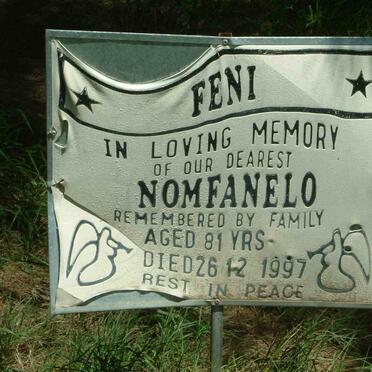 FENI
IN LOVING MEMORY
OF OUR DEAREST
NOMFANELO
REMEMBERED BY FAMILY
AGED 81 YRS
DIED 26 12 1997
REST IN PEACE